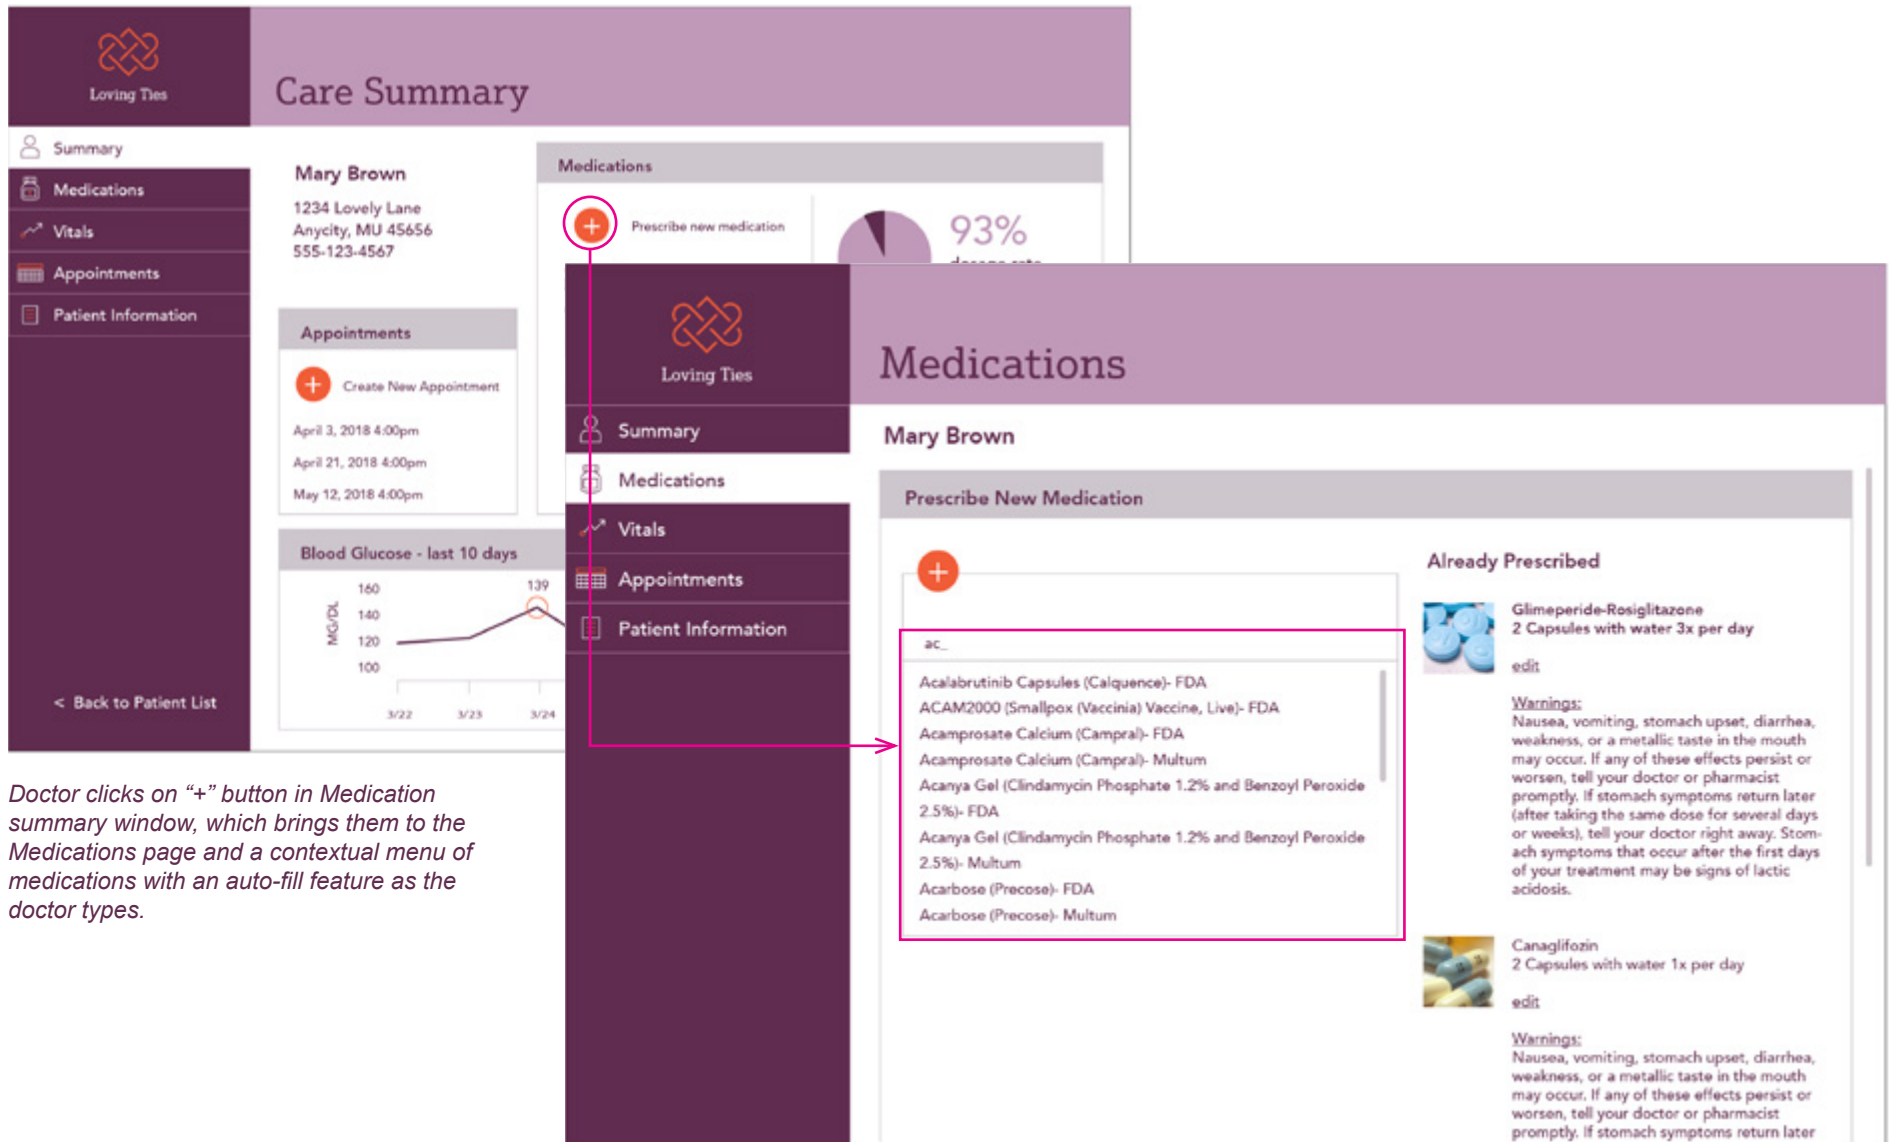 Loving Ties
Care Summary
Summary
Medications
Vitals
Appointments
Patient Information
< Back to Patient List
Mary Brown
1234 Lovely Lane
Anycity, MU 45656
555-123-4567
Medications
+
Prescribe new medication
93%
Appointments
+
Create New Appointment
April 3, 2018 4:00pm
April 21, 2018 4:00pm
May 12, 2018 4:00pm
Blood Glucose - last 10 days
MG/DL
160
140
120
100
139
3/22
3/23
3/24
Doctor clicks on “+” button in Medication
summary window, which brings them to the
Medications page and a contextual menu of
medications with an auto-fill feature as the
doctor types.
Loving Ties
Medications
Summary
Medications
Vitals
Appointments
Patient Information
Mary Brown
Prescribe New Medication
+
ac_
Acalabrutinib Capsules (Calquence)- FDA
ACAM2000 (Smallpox (Vaccinia) Vaccine, Live)- FDA
Acamprosate Calcium (Campral)- FDA
Acamprosate Calcium (Campral)- Multum
Acanya Gel (Clindamycin Phosphate 1.2% and Benzoyl Peroxide
2.5%)- FDA
Acanya Gel (Clindamycin Phosphate 1.2% and Benzoyl Peroxide
2.5%)- Multum
Acarbose (Precose)- FDA
Acarbose (Precose)- Multum
Already Prescribed
Glimeperide-Rosiglitazone
2 Capsules with water 3x per day
edit
Warnings:
Nausea, vomiting, stomach upset, diarrhea,
weakness, or a metallic taste in the mouth
may occur. If any of these effects persist or
worsen, tell your doctor or pharmacist
promptly. If stomach symptoms return later
(after taking the same dose for several days
or weeks), tell your doctor right away. Stom-
ach symptoms that occur after the first days
of your treatment may be signs of lactic
acidosis.
Canaglifozin
2 Capsules with water 1x per day
edit
Warnings:
Nausea, vomiting, stomach upset, diarrhea,
weakness, or a metallic taste in the mouth
may occur. If any of these effects persist or
worsen, tell your doctor or pharmacist
promptly. If stomach symptoms return later